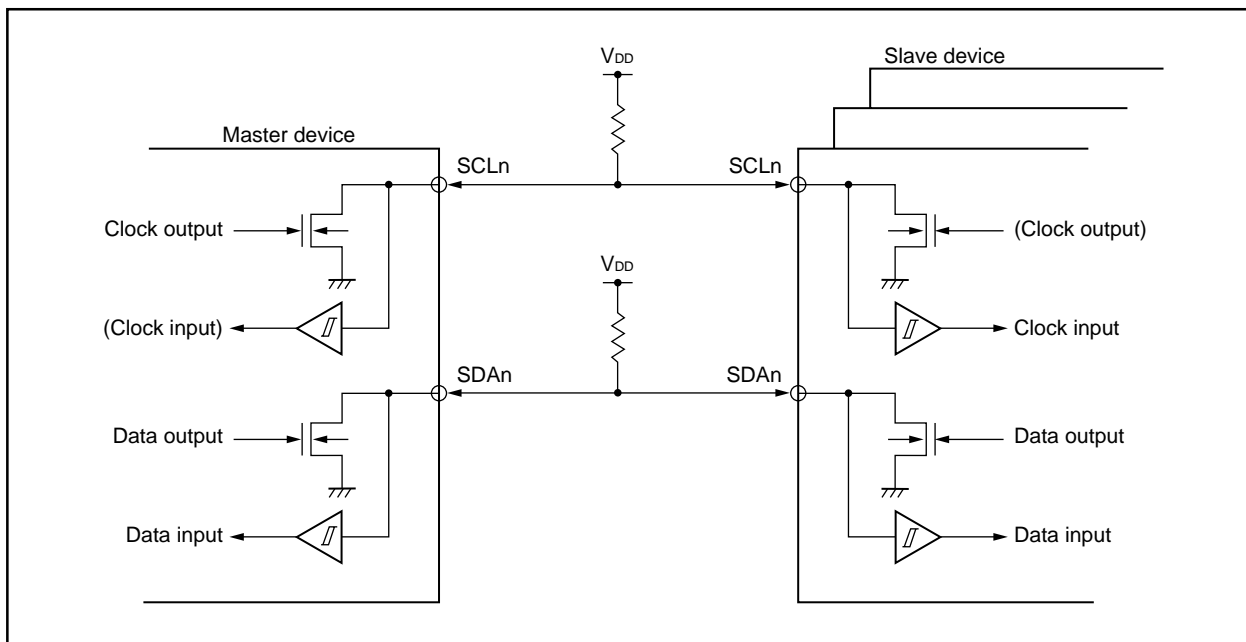 VDD
Slave device
Master device
SCLn
SCLn
Clock output
(Clock output)
VDD
(Clock input)
Clock input
SDAn
SDAn
Data output
Data output
Data input
Data input